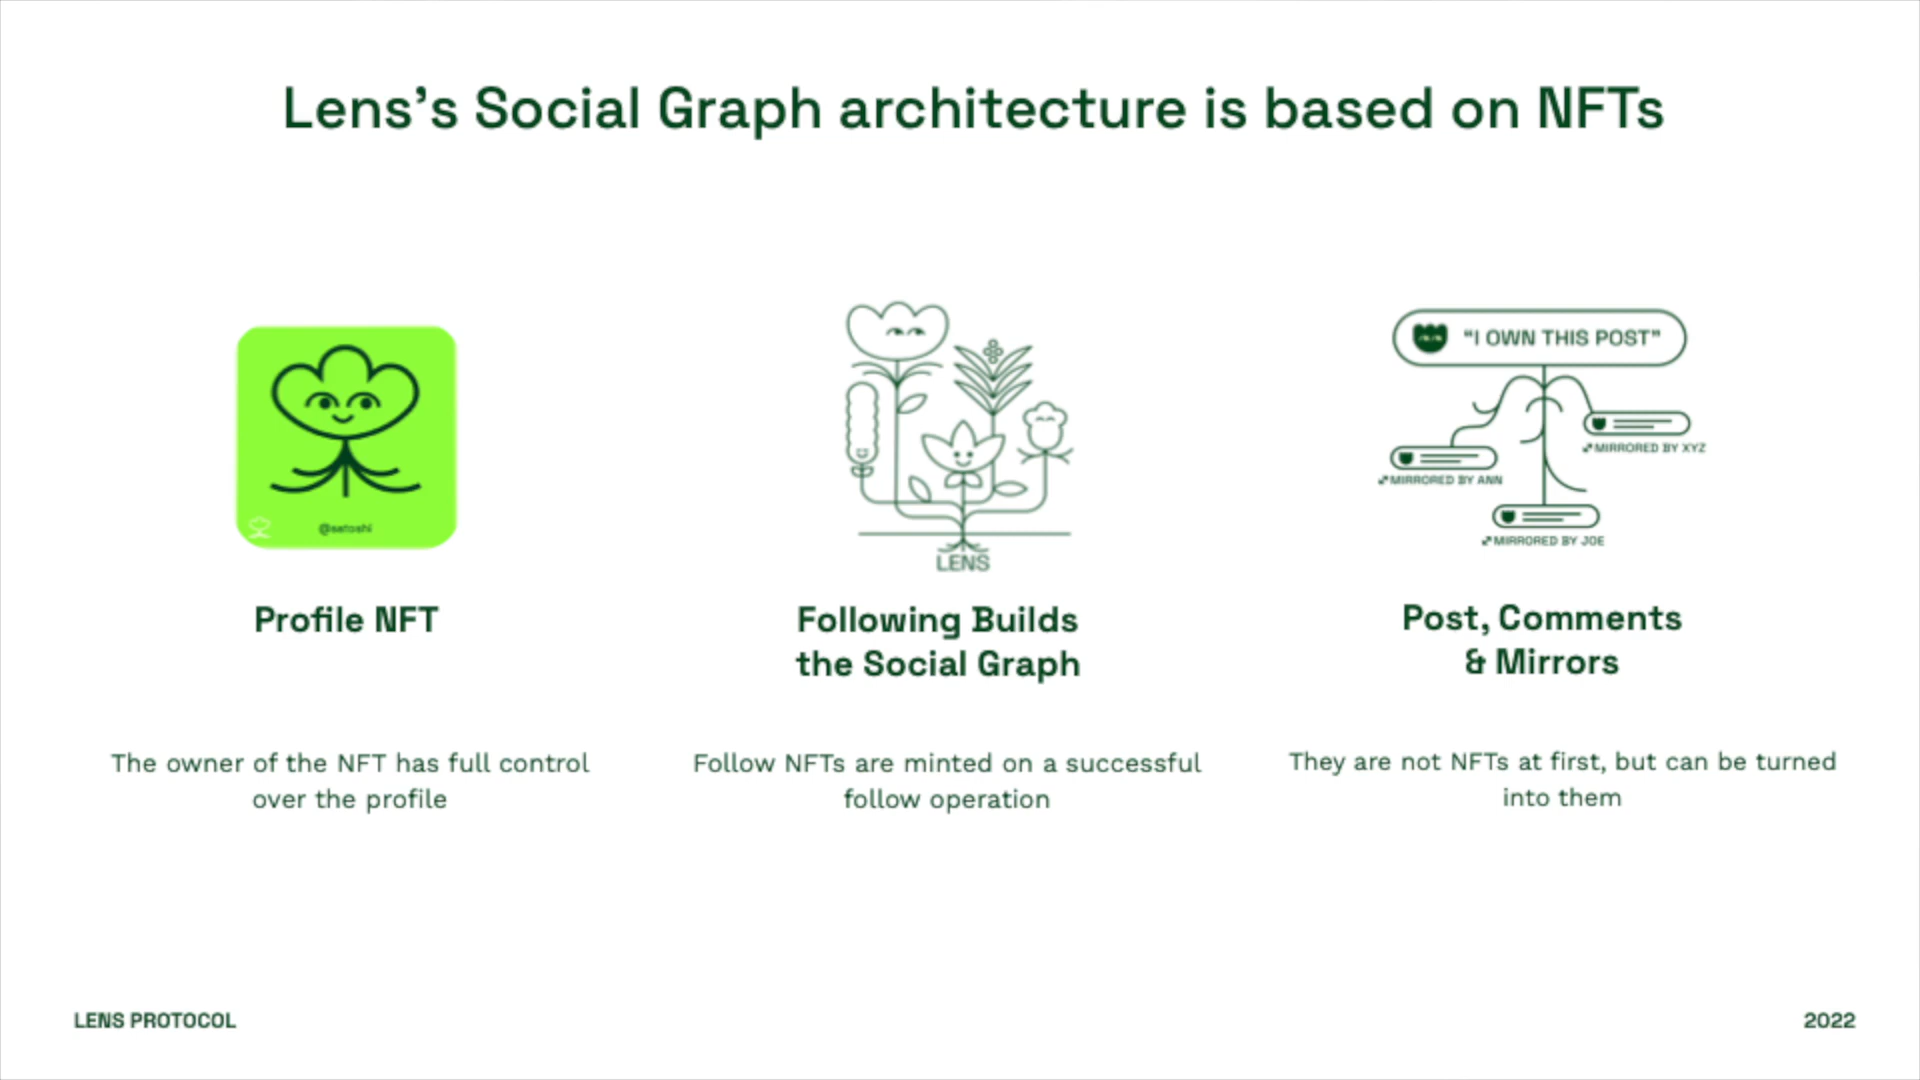 Lens's Social Graph architecture is based on NFTs
@satoshi
Profile NFT
The owner of the NFT has full control
over the profile
LENS
Following Builds
the Social Graph
Follow NFTs are minted on a successful
follow operation
“I OWN THIS POST”
MIRRORED BY XYZ
MIRRORED BY ANN
MIRRORED BY JOE
Post, Comments
& Mirrors
They are not NFTs at first, but can be turned
into them
LENS PROTOCOL
2022